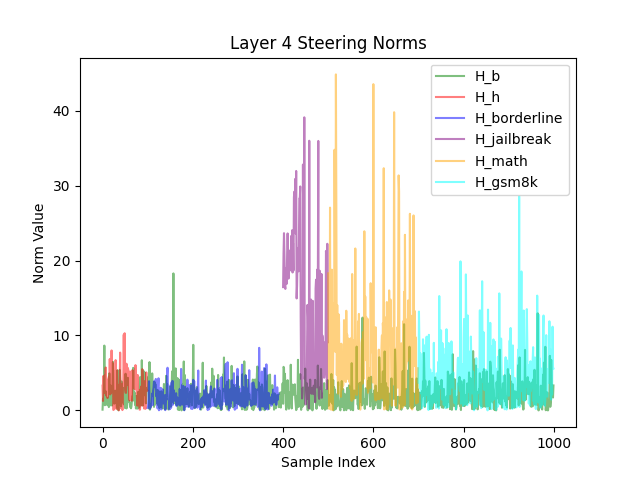 Layer 4 Steering Norms
H_b
H_h
H_borderline
H_jailbreak
H_math
H_gsm8k
40
30
20
10
0
Norm Value
0
200
400
600
800
1000
Sample Index